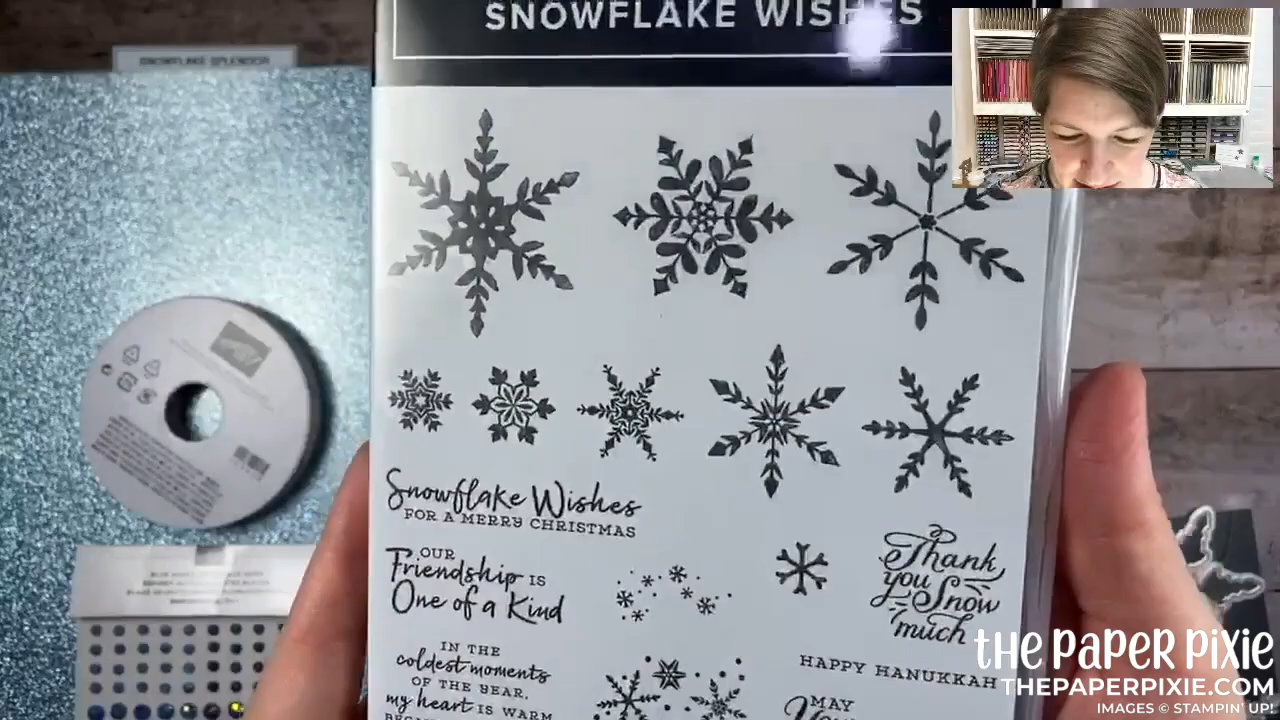 SNOWFLAKE WISHES
SNOWFLAKE SPLENDOR
Snowflake Wishes
FOR A MERRY CHRISTMAS
OUR
Friendship IS
One of a Kind
Thank
you Snow
much
IN THE
coldest moments
OF THE YEAR,
my heart IS WARM
HAPPY HANUKKAH
MAY
THE PAPER PIXIE
THEPAPERPIXIE.COM
IMAGES © STAMPIN' UP!